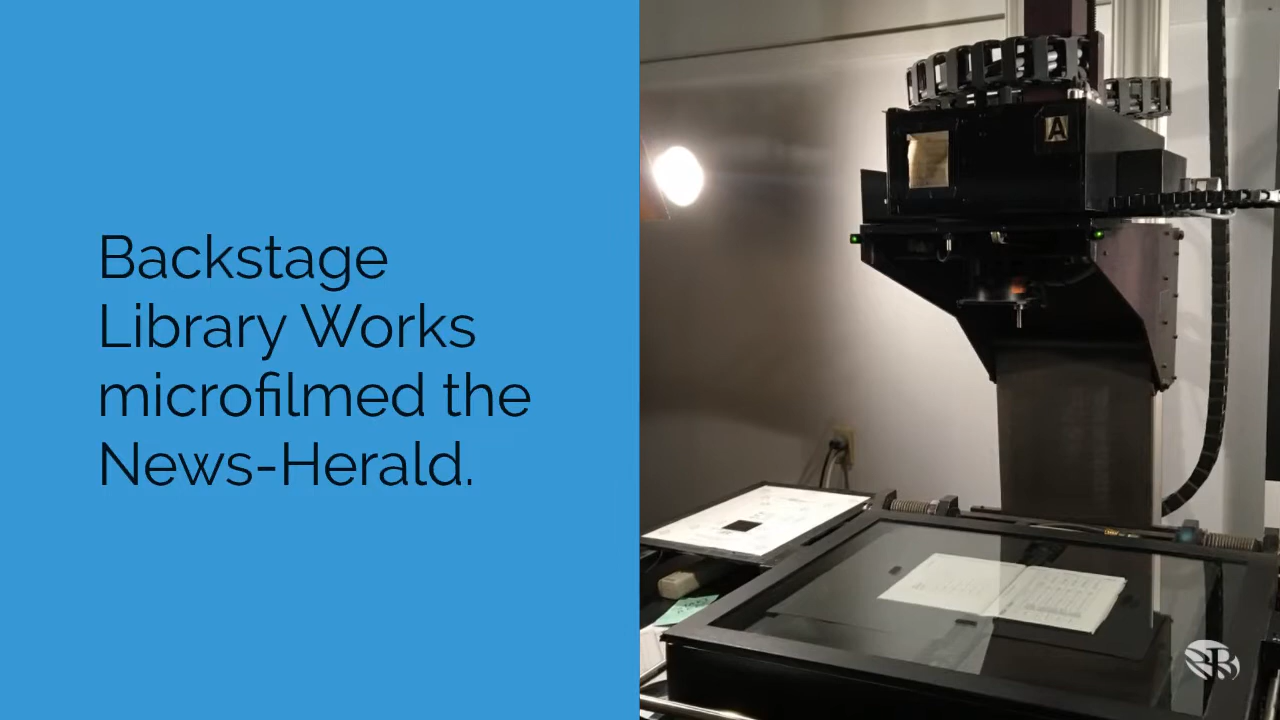 Backstage
Library Works
microfilmed the
News-Herald.
A